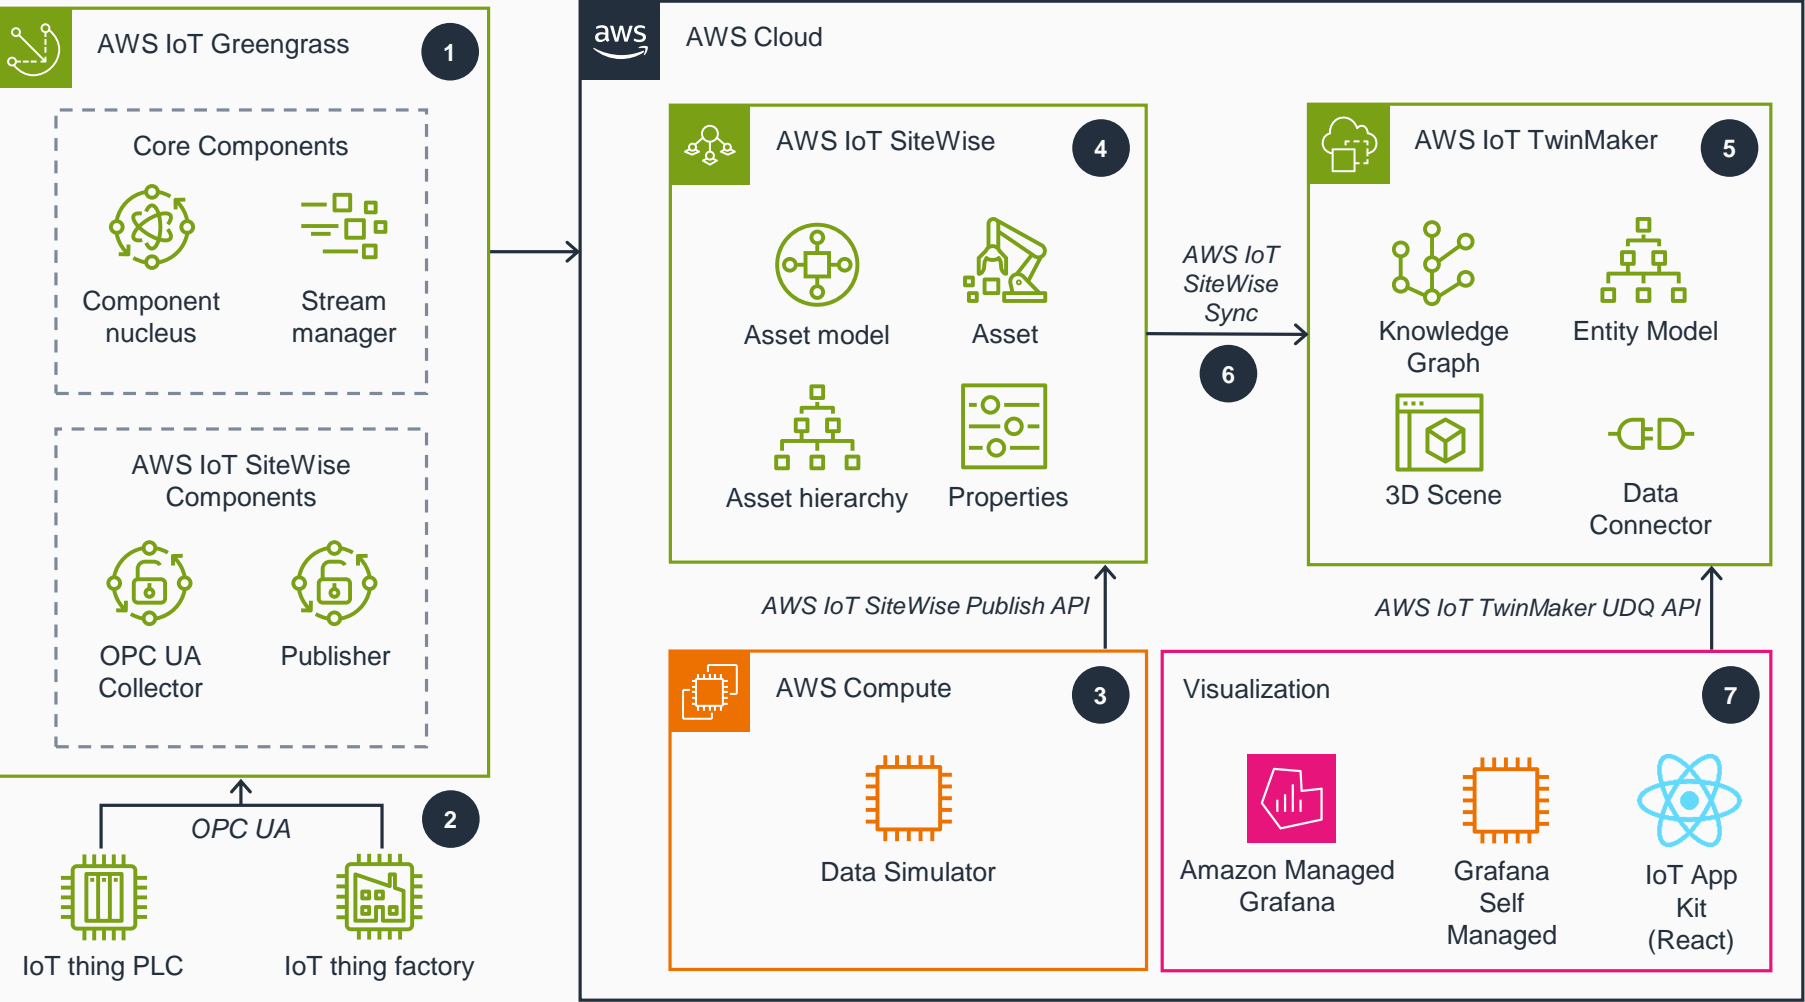 AWS IoT Greengrass
1
Core Components
Component
nucleus
Stream
manager
AWS IoT SiteWise
Components
OPC UA
Collector
Publisher
OPC UA
2
IoT thing PLC
IoT thing factory
aws
AWS Cloud
AWS IoT SiteWise
4
Asset model
Asset
Asset hierarchy
Properties
AWS IoT
SiteWise
Sync
6
AWS IoT TwinMaker
5
Knowledge
Graph
Entity Model
3D Scene
Data
Connector
AWS IoT SiteWise Publish API
AWS IoT TwinMaker UDQ API
AWS Compute
3
Data Simulator
Visualization
7
Amazon Managed
Grafana
Grafana
Self
Managed
IoT App
Kit
(React)